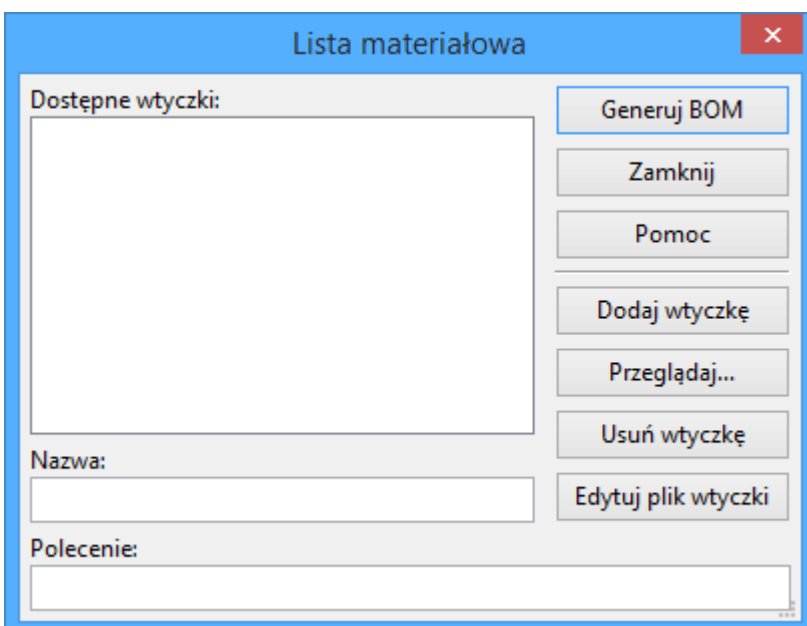 Lista materiałowa
Dostępne wtyczki:
Generuj BOM
Zamknij
Pomoc
Dodaj wtyczkę
Przeglądaj...
Usuń wtyczkę
Nazwa:
Edytuj plik wtyczki
Polecenie: